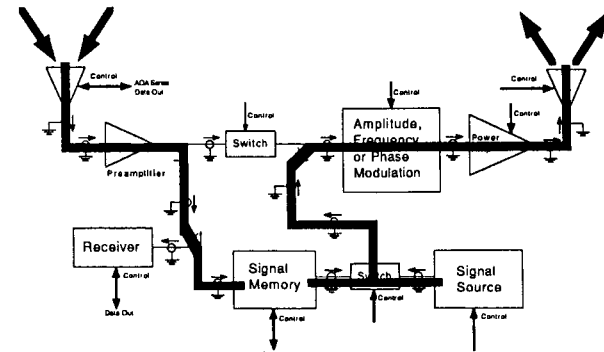 Control
AOA Sense
Data Out
Control
Switch
Preamplifier
Control
Amplitude,
Frequency
or Phase
Modulation
Control
Control
Power
Receiver
Control
Data Out
Signal
Memory
Control
Switch
Control
Signal
Source
Control